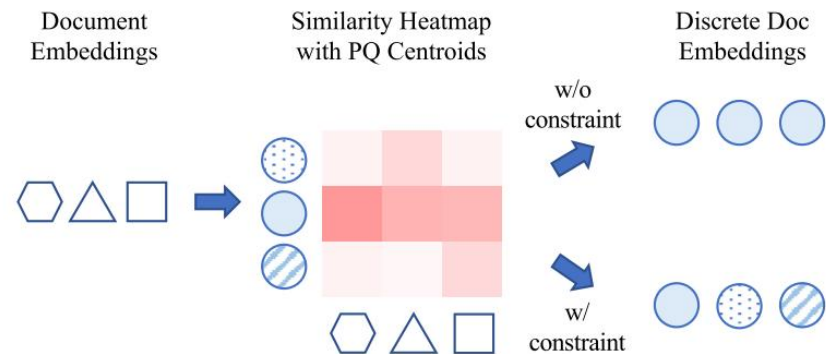 Document
Embeddings
Similarity Heatmap
with PQ Centroids
Discrete Doc
Embeddings
w/o
constraint
w/
constraint